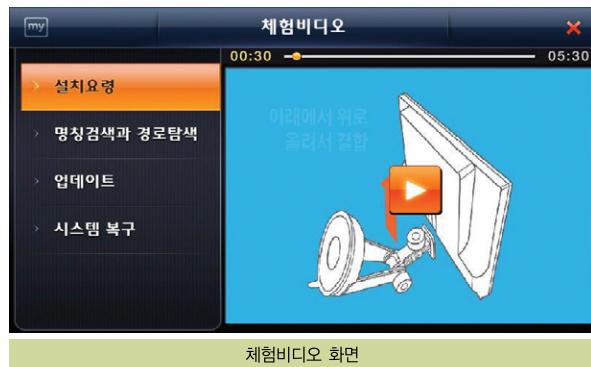 my
체험비디오
00:30
05:30
설치요령
명칭검색과 경로탐색
업데이트
시스템 복구
아래에서 위로
올려서 결합
체험비디오 화면